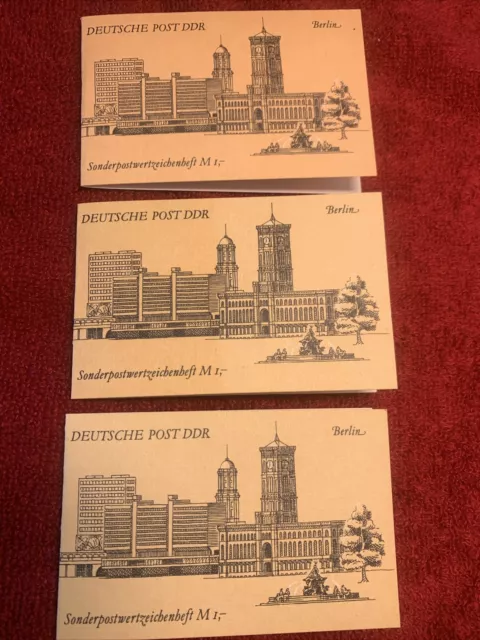 DEUTSCHE POST DDR
Berlin
Sonderpostwertzeichenheft M 1,-
DEUTSCHE POST DDR
Berlin
Sonderpostwertzeichenheft M 1,-
DEUTSCHE POST DDR
Berlin
Sonderpostwertzeichenheft M 1,-